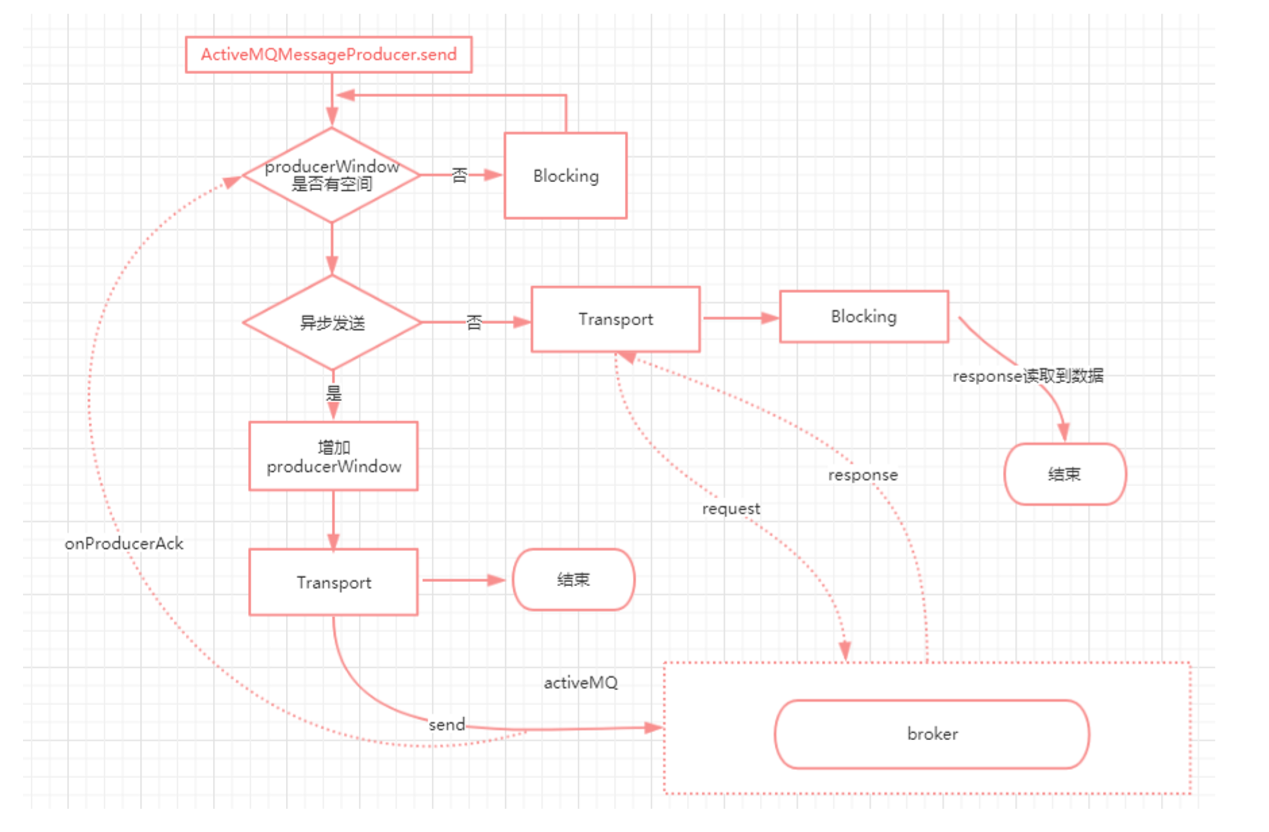 ActiveMQMessageProducer.send
producerWindow
是否有空间
否
Blocking
异步发送
否
Transport
Blocking
response读取到数据
是
增加
producerWindow
结束
response
request
onProducerAck
Transport
结束
activeMQ
send
broker